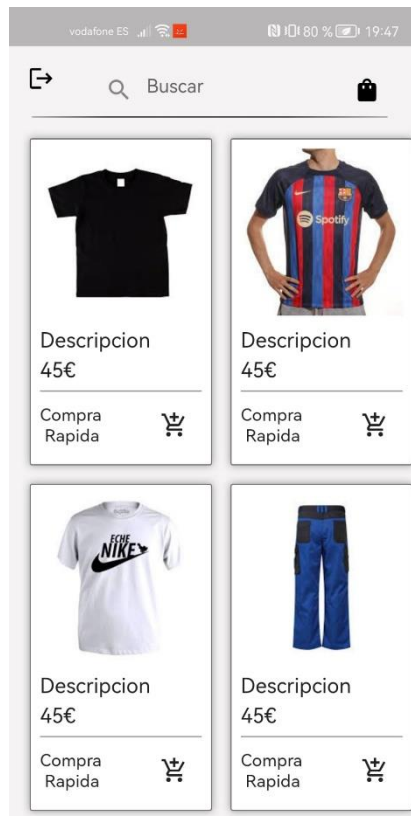 vodafone ES 80 % 19:47
Buscar
Spotify
Descripcion
45€
Compra
Rapida
Descripcion
45€
Compra
Rapida
ECHE
NIKE
Descripcion
45€
Compra
Rapida
Descripcion
45€
Compra
Rapida